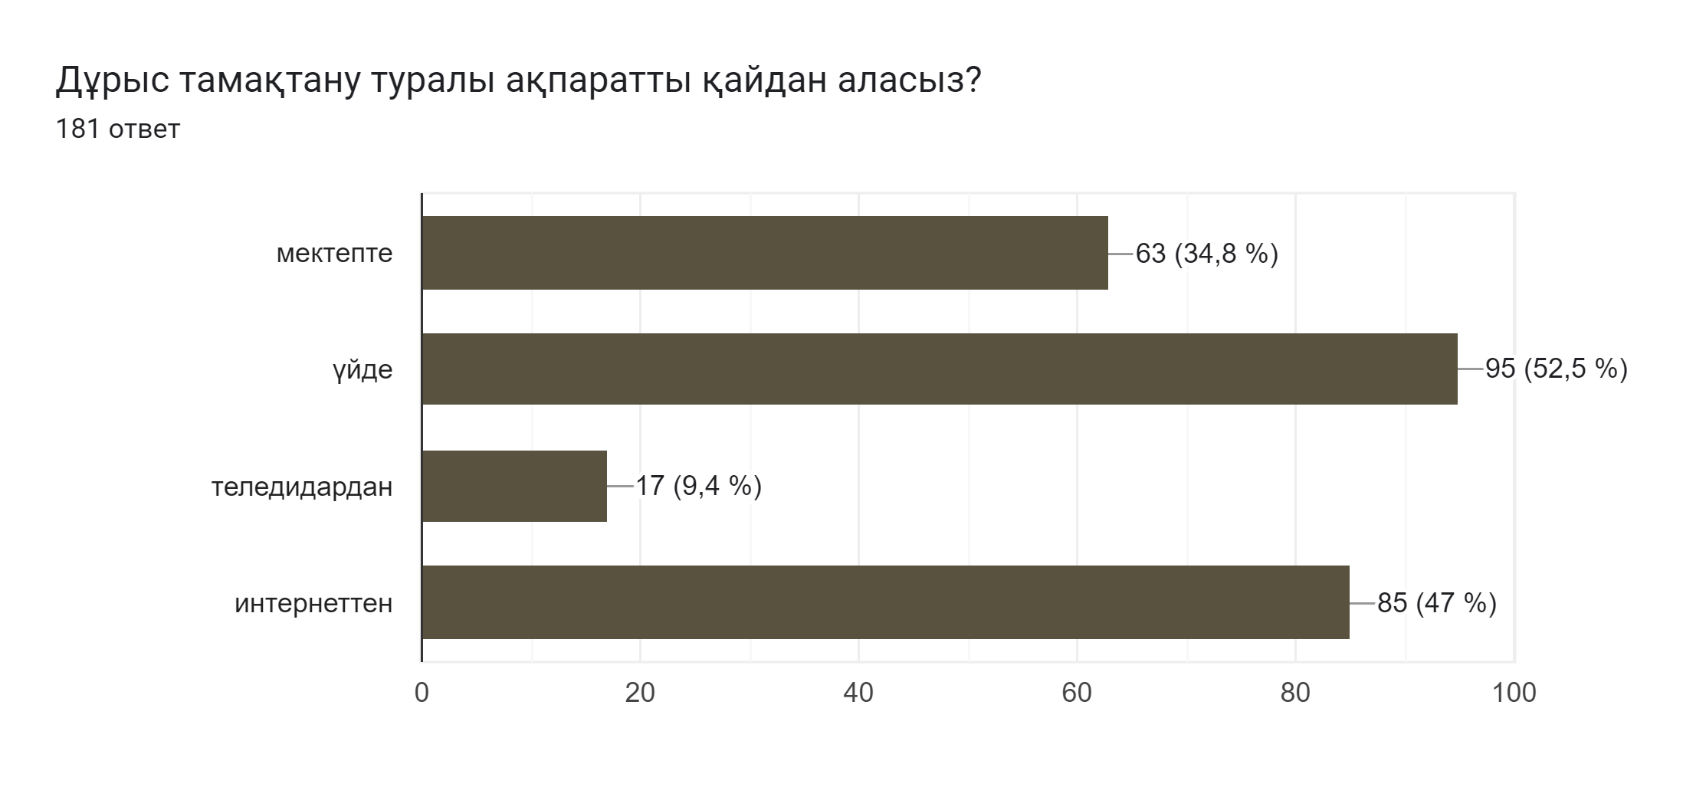 Дұрыс тамақтану туралы ақпаратты қайдан аласыз?
181 ответ
мектепте
63 (34,8 %)
үйде
95 (52,5 %)
теледидардан
17 (9,4 %)
интернеттен
85 (47 %)
0 20 40 60 80 100